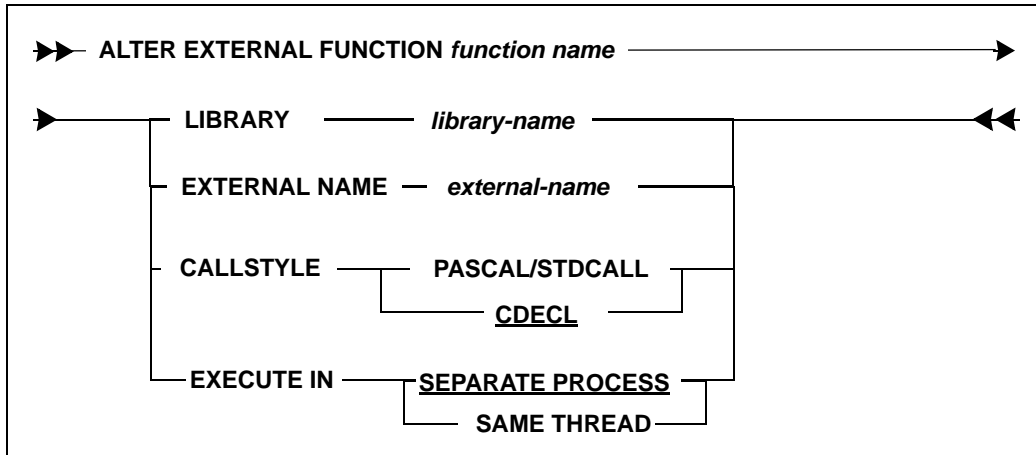 ALTER EXTERNAL FUNCTION function name
LIBRARY library-name
EXTERNAL NAME external-name
CALLSTYLE PASCAL/STDCALL
CDECL
EXECUTE IN SEPARATE PROCESS
SAME THREAD